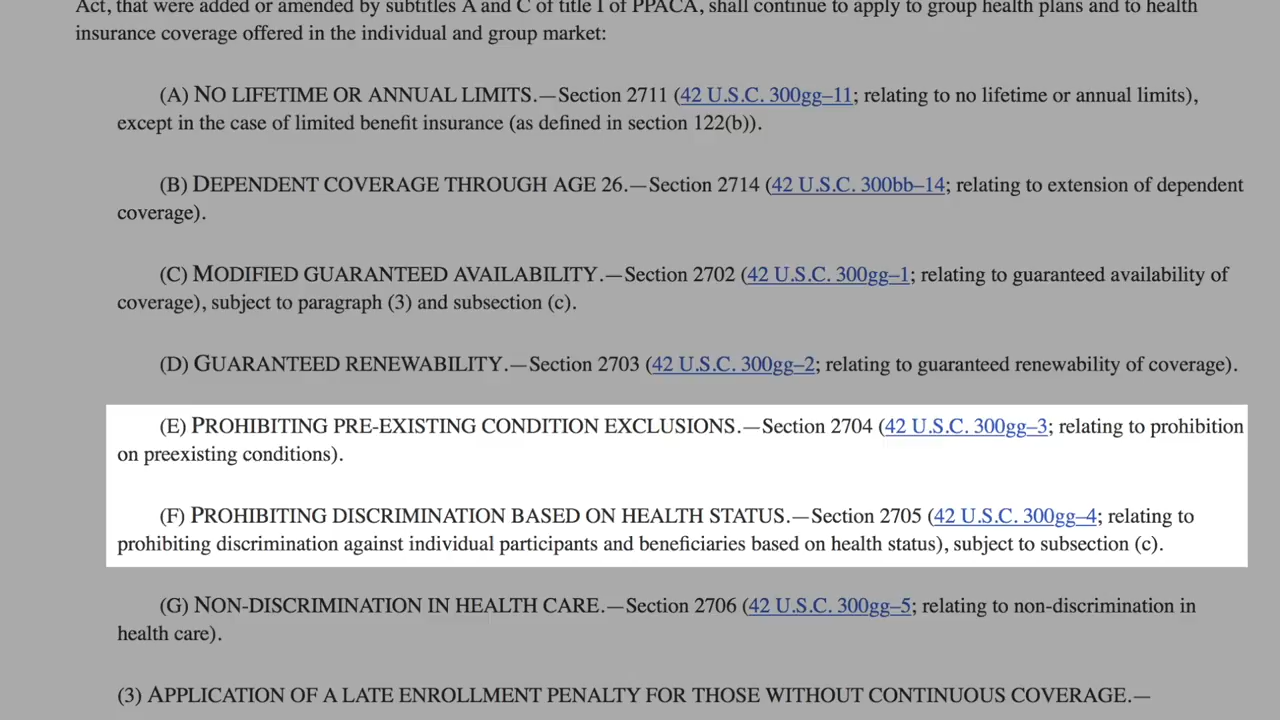 Act, that were added or amended by subtitles A and C of title I of PPACA, shall continue to apply to group health plans and to health
insurance coverage offered in the individual and group market:
(A) NO LIFETIME OR ANNUAL LIMITS.—Section 2711 (42 U.S.C. 300gg–11; relating to no lifetime or annual limits),
except in the case of limited benefit insurance (as defined in section 122(b)).
(B) DEPENDENT COVERAGE THROUGH AGE 26.—Section 2714 (42 U.S.C. 300bb–14; relating to extension of dependent
coverage).
(C) MODIFIED GUARANTEED AVAILABILITY.—Section 2702 (42 U.S.C. 300gg–1; relating to guaranteed availability of
coverage), subject to paragraph (3) and subsection (c).
(D) GUARANTEED RENEWABILITY.—Section 2703 (42 U.S.C. 300gg–2; relating to guaranteed renewability of coverage).
(E) PROHIBITING PRE-EXISTING CONDITION EXCLUSIONS.—Section 2704 (42 U.S.C. 300gg–3; relating to prohibition
on preexisting conditions).
(F) PROHIBITING DISCRIMINATION BASED ON HEALTH STATUS.—Section 2705 (42 U.S.C. 300gg–4; relating to
prohibiting discrimination against individual participants and beneficiaries based on health status), subject to subsection (c).
(G) NON-DISCRIMINATION IN HEALTH CARE.—Section 2706 (42 U.S.C. 300gg–5; relating to non-discrimination in
health care).
(3) APPLICATION OF A LATE ENROLLMENT PENALTY FOR THOSE WITHOUT CONTINUOUS COVERAGE.—